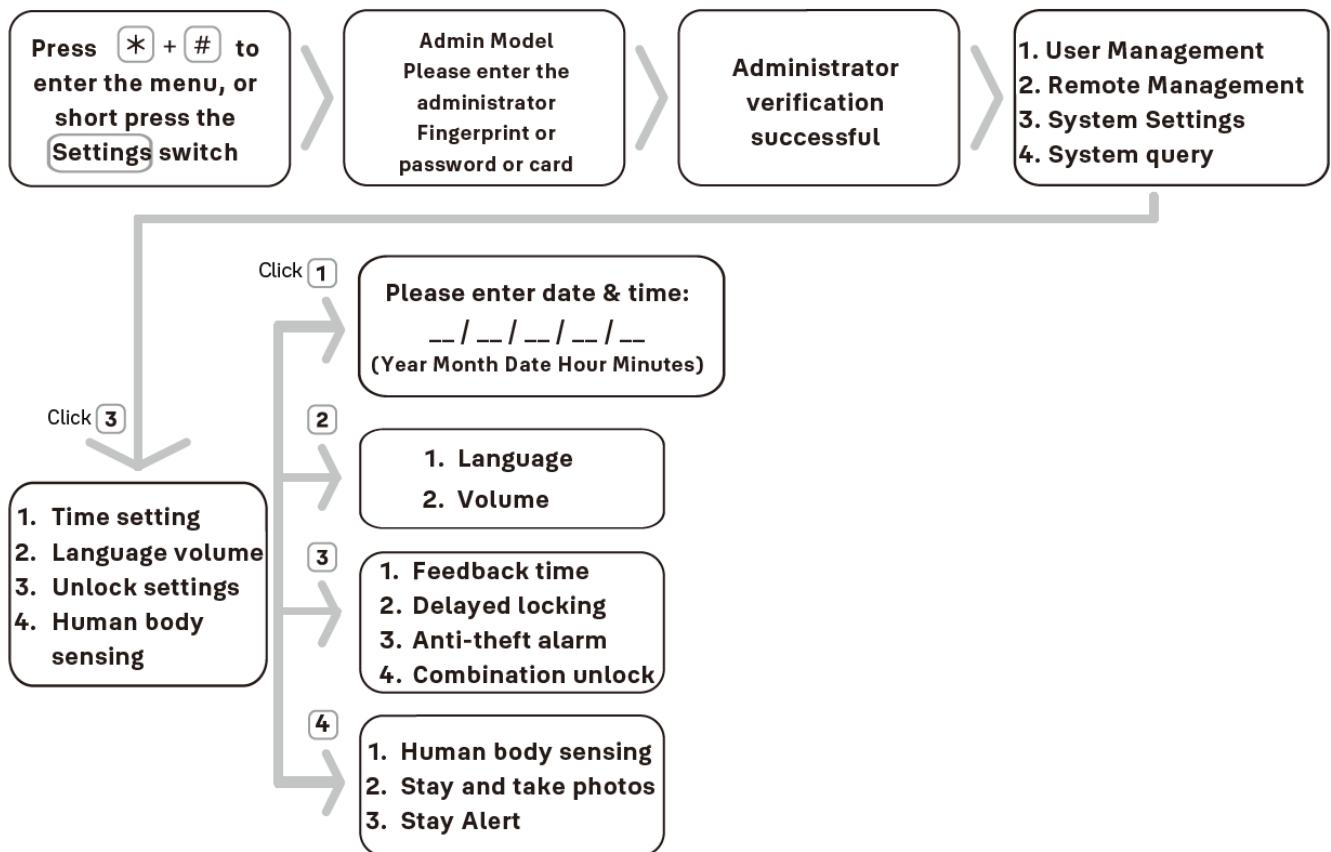 Press * + # to
enter the menu, or
short press the
Settings switch
Admin Model
Please enter the
administrator
Fingerprint or
password or card
Administrator
verification
successful
1. User Management
2. Remote Management
3. System Settings
4. System query
Click 3
1. Time setting
2. Language volume
3. Unlock settings
4. Human body
sensing
Click 1
Please enter date & time:
__ / __ / __ / __ / __
(Year Month Date Hour Minutes)
2
1. Language
2. Volume
3
1. Feedback time
2. Delayed locking
3. Anti-theft alarm
4. Combination unlock
4
1. Human body sensing
2. Stay and take photos
3. Stay Alert